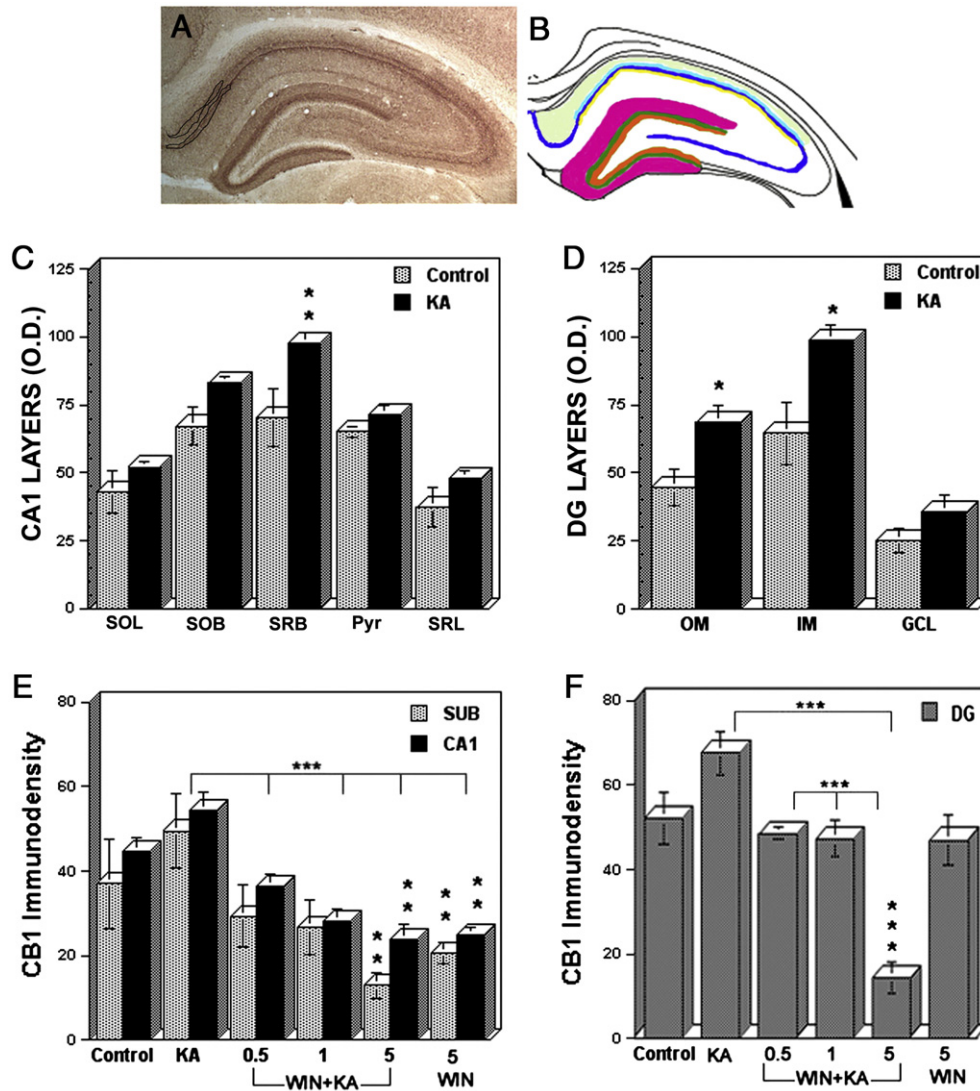 A
B
C
CA1 LAYERS (O.D.)
125
100
75
50
25
0
Control
KA
*
*
SOL SOB SRB Pyr SRL
D
DG LAYERS (O.D.)
125
100
75
50
25
0
Control
KA
*
*
OM IM GCL
E
CB1 Immunodensity
80
60
40
20
0
SUB
CA1
***
*
*
*
*
*
*
*
*
Control KA 0.5 1 5 5
WIN+KA WIN
F
CB1 Immunodensity
80
60
40
20
0
DG
***
***
*
*
*
Control KA 0.5 1 5 5
WIN+KA WIN